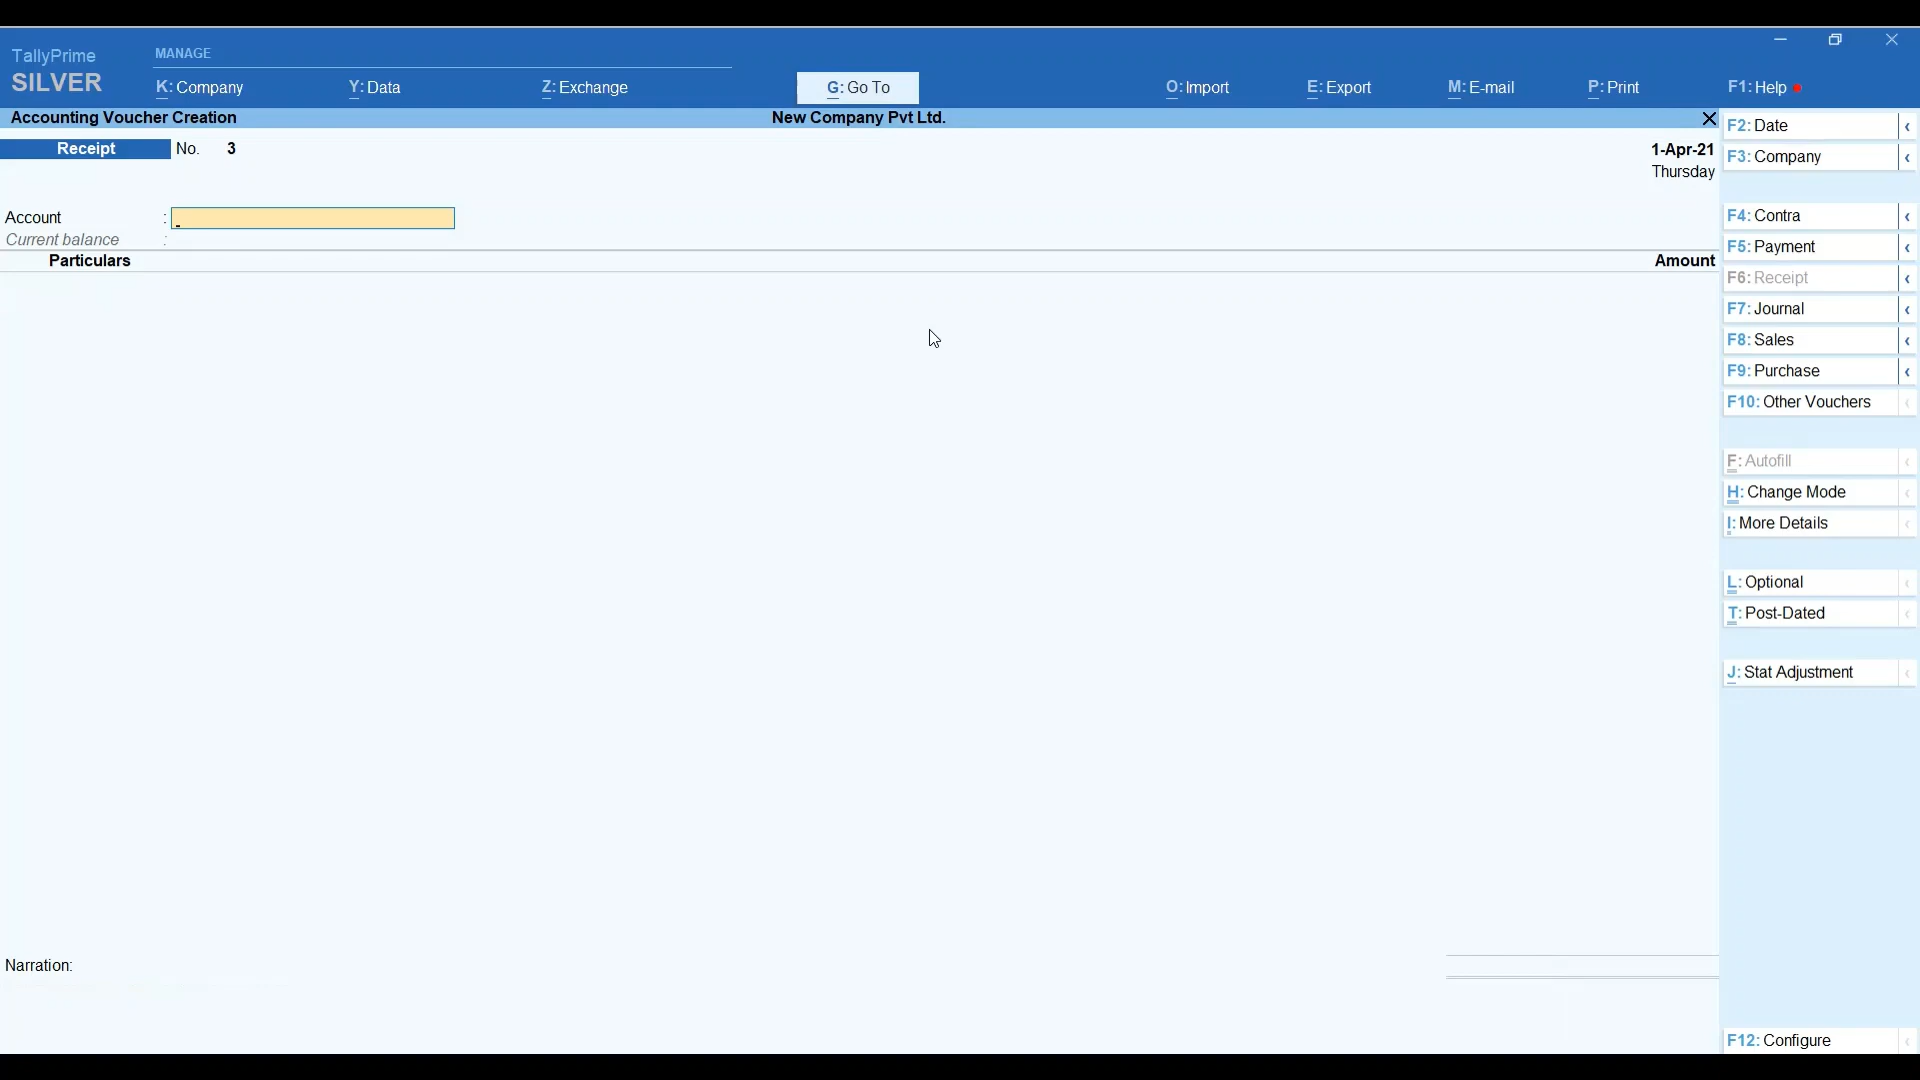 TallyPrime
SILVER
MANAGE
K: Company
Y: Data
Z: Exchange
G: Go To
O: Import
E: Export
M: E-mail
P: Print
F1: Help
Accounting Voucher Creation
New Company Pvt Ltd.
Receipt No. 3
1-Apr-21
Thursday
Account :
Current balance :
Particulars
Amount
Narration:
F2: Date
F3: Company
F4: Contra
F5: Payment
F6: Receipt
F7: Journal
F8: Sales
F9: Purchase
F10: Other Vouchers
F: Autofill
H: Change Mode
I: More Details
L: Optional
T: Post-Dated
J: Stat Adjustment
F12: Configure